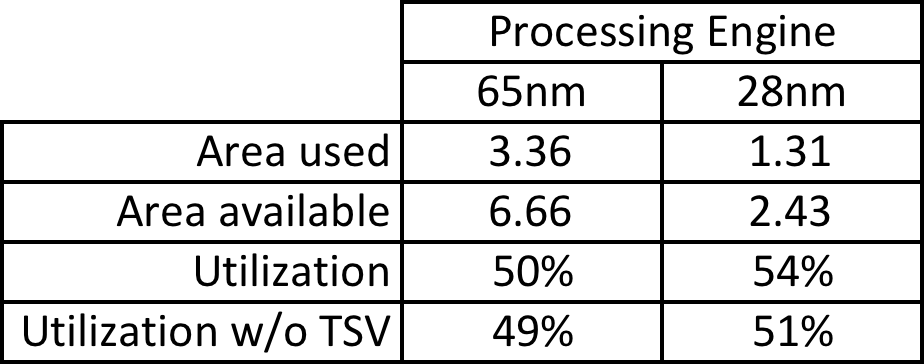 Processing Engine
65nm 28nm
Area used 3.36 1.31
Area available 6.66 2.43
Utilization 50% 54%
Utilization w/o TSV 49% 51%